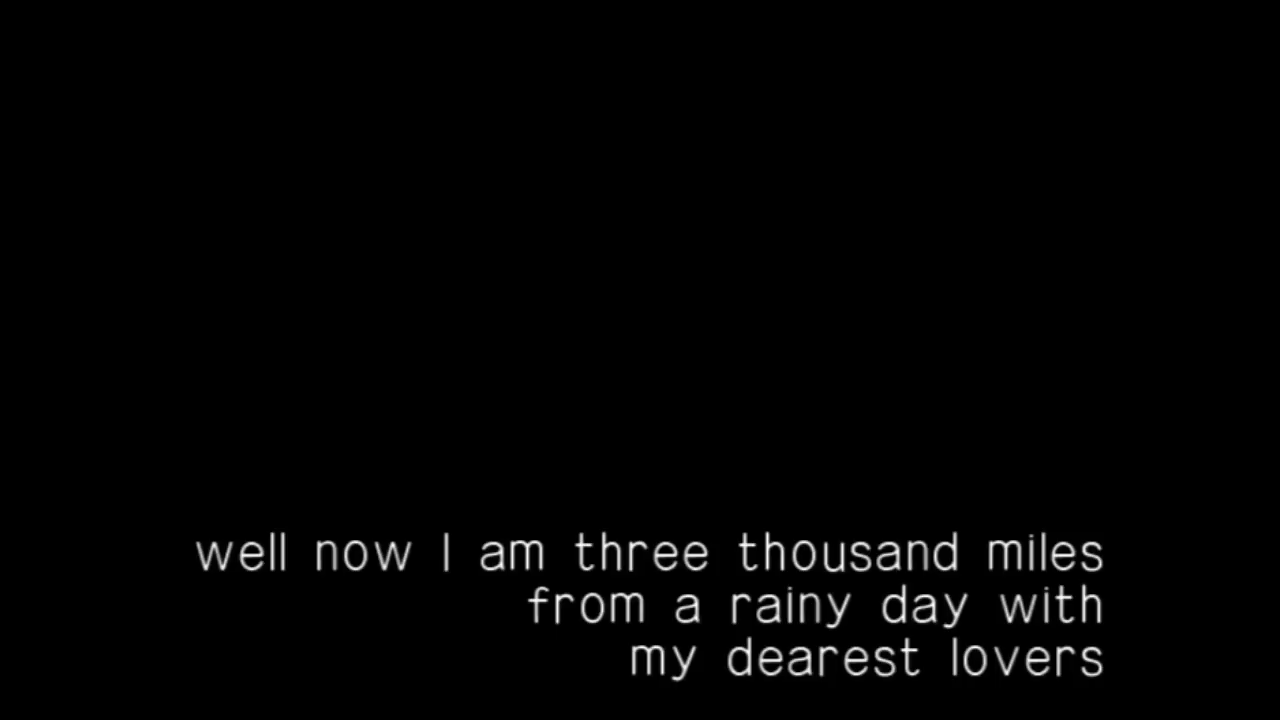 well now I am three thousand miles
from a rainy day with
my dearest lovers